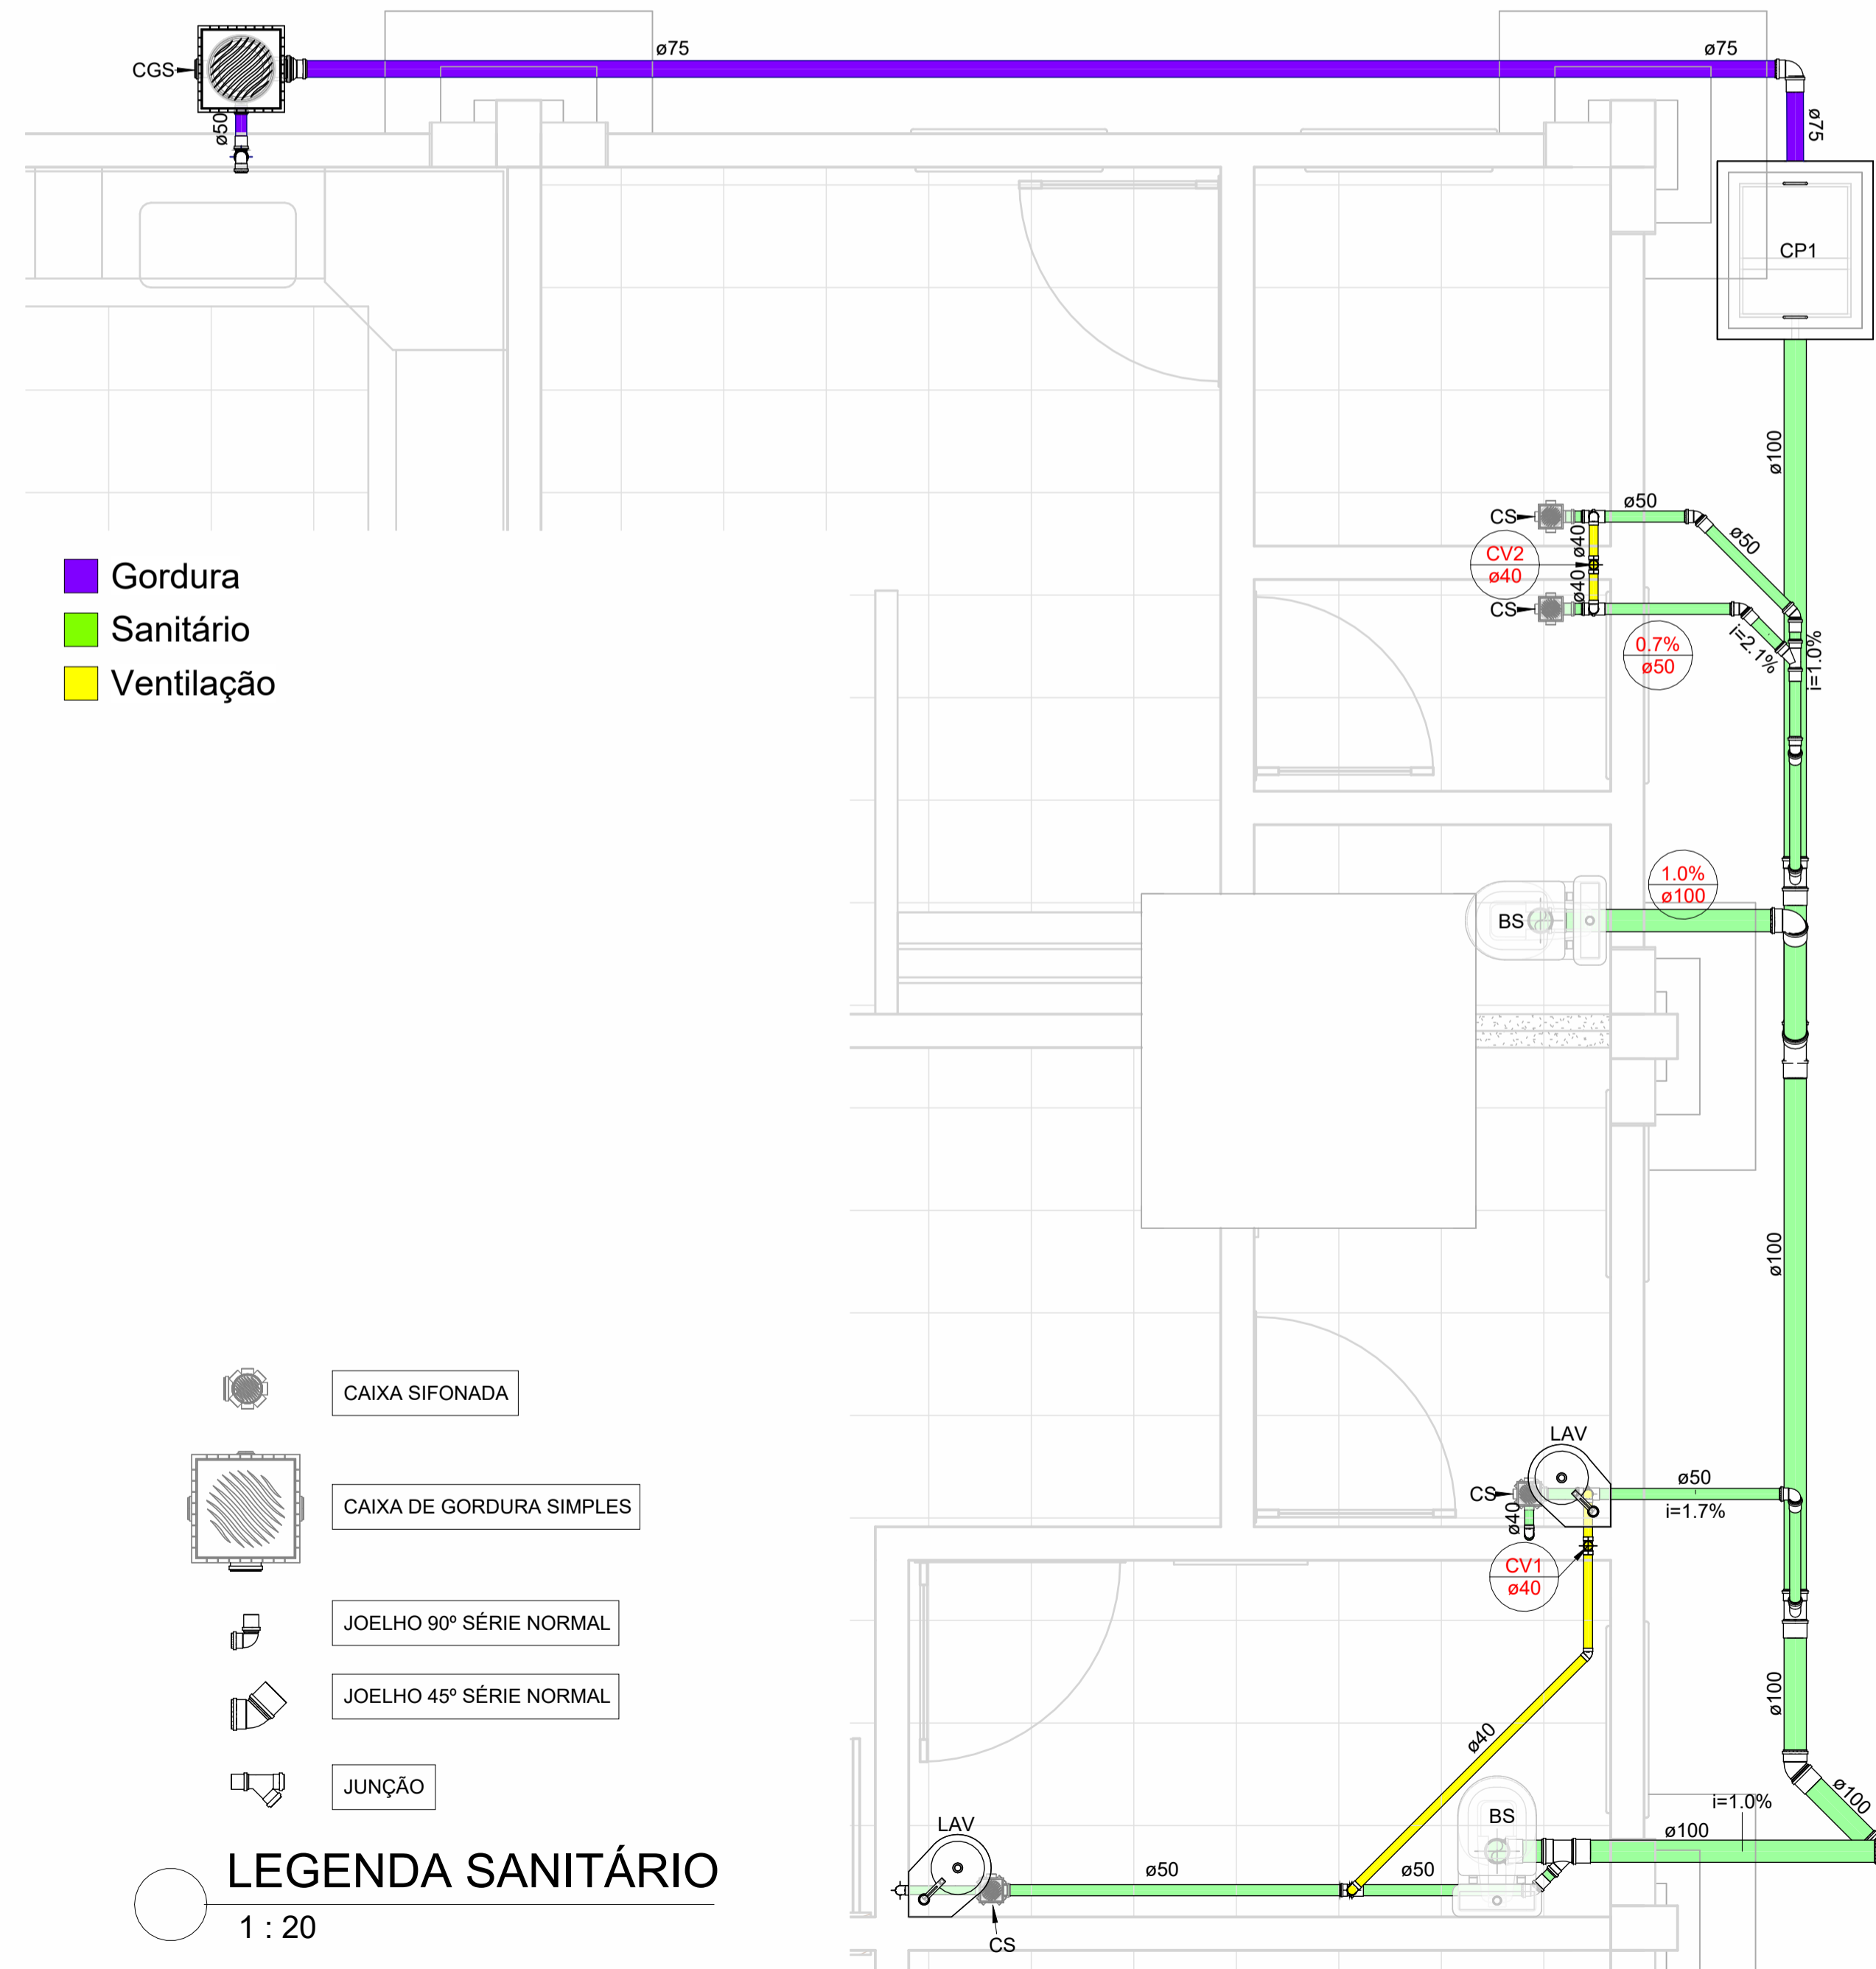 ø75
ø75
CGS
ø50
ø75
CP1
ø100
Gordura
Sanitário
Ventilação
CS
ø50
ø50
CV2
ø40
ø40
ø40
CS
0.7%
ø50
i=2.1%
i=1.0%
1.0%
ø100
BS
ø100
CAIXA SIFONADA
LAV
CS
ø50
i=1.7%
ø40
CAIXA DE GORDURA SIMPLES
CV1
ø40
JOELHO 90º SÉRIE NORMAL
JOELHO 45º SÉRIE NORMAL
ø100
ø40
JUNÇÃO
ø100
i=1.0%
BS
ø100
LAV
ø50
ø50
CS
LEGENDA SANITÁRIO
1 : 20